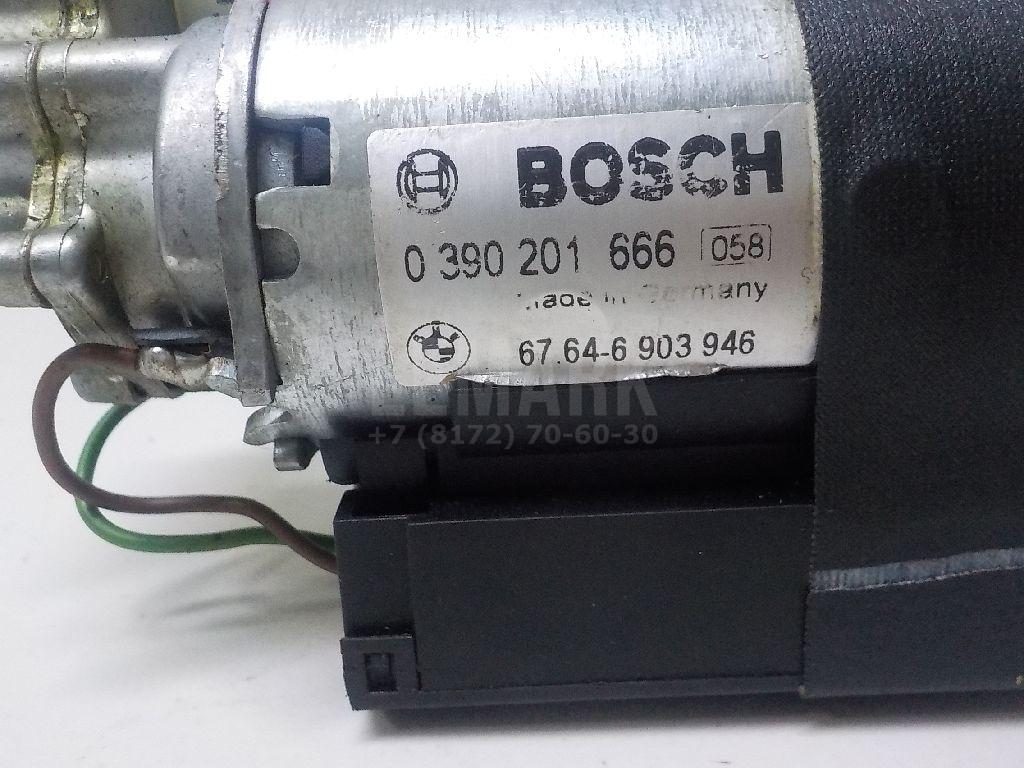 BOSCH
0 390 201 666 058
Made in Germany
67.64-6 903 946
LEMARK
+7 (8172) 70-60-30